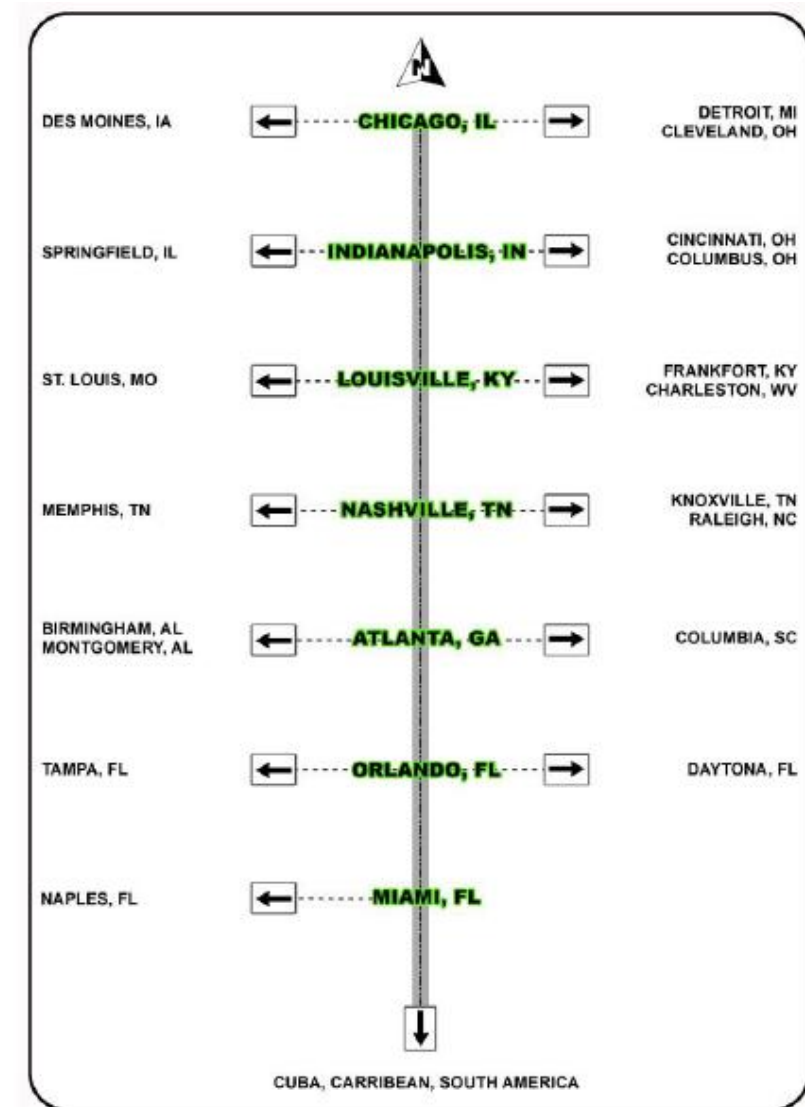 N
DES MOINES, IA
CHICAGO, IL
DETROIT, MI
CLEVELAND, OH
SPRINGFIELD, IL
INDIANAPOLIS, IN
CINCINNATI, OH
COLUMBUS, OH
ST. LOUIS, MO
LOUISVILLE, KY
FRANKFORT, KY
CHARLESTON, WV
MEMPHIS, TN
NASHVILLE, TN
KNOXVILLE, TN
RALEIGH, NC
BIRMINGHAM, AL
MONTGOMERY, AL
ATLANTA, GA
COLUMBIA, SC
TAMPA, FL
ORLANDO, FL
DAYTONA, FL
NAPLES, FL
MIAMI, FL
CUBA, CARRIBEAN, SOUTH AMERICA